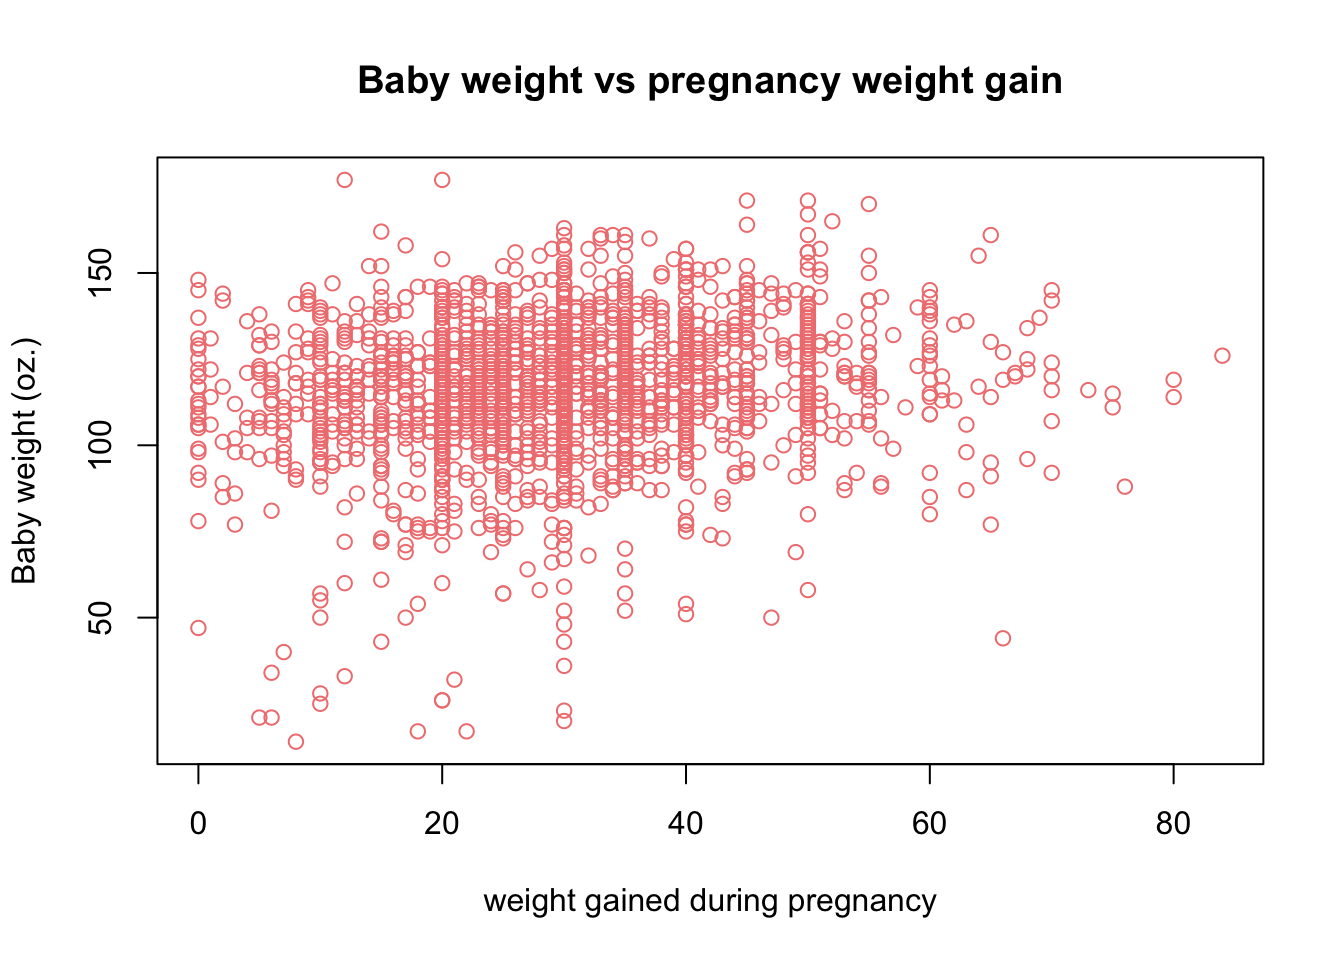 Baby weight vs pregnancy weight gain
Baby weight (oz.)
150
100
50
0 20 40 60 80
weight gained during pregnancy